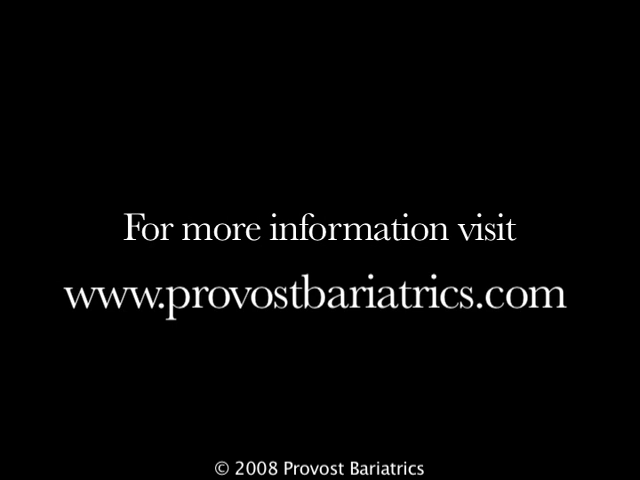 For more information visit
www.provostbariatrics.com
© 2008 Provost Bariatrics